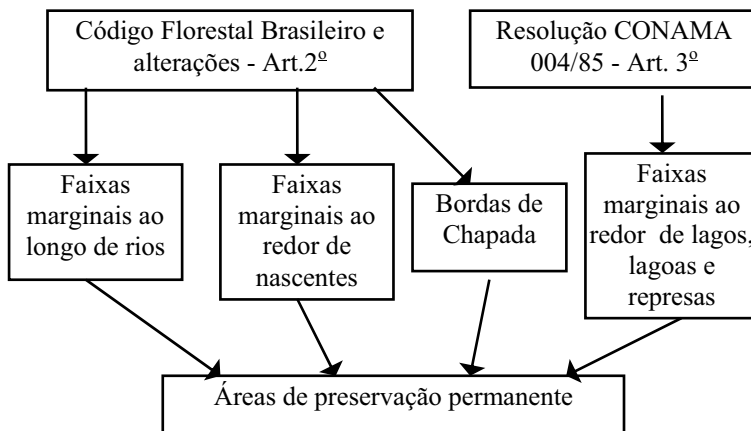 Código Florestal Brasileiro e
alterações - Art.2º
Resolução CONAMA
004/85 - Art. 3º
Faixas
marginais ao
longo de rios
Faixas
marginais ao
redor de
nascentes
Bordas de
Chapada
Faixas
marginais ao
redor de lagos,
lagoas e
represas
Áreas de preservação permanente